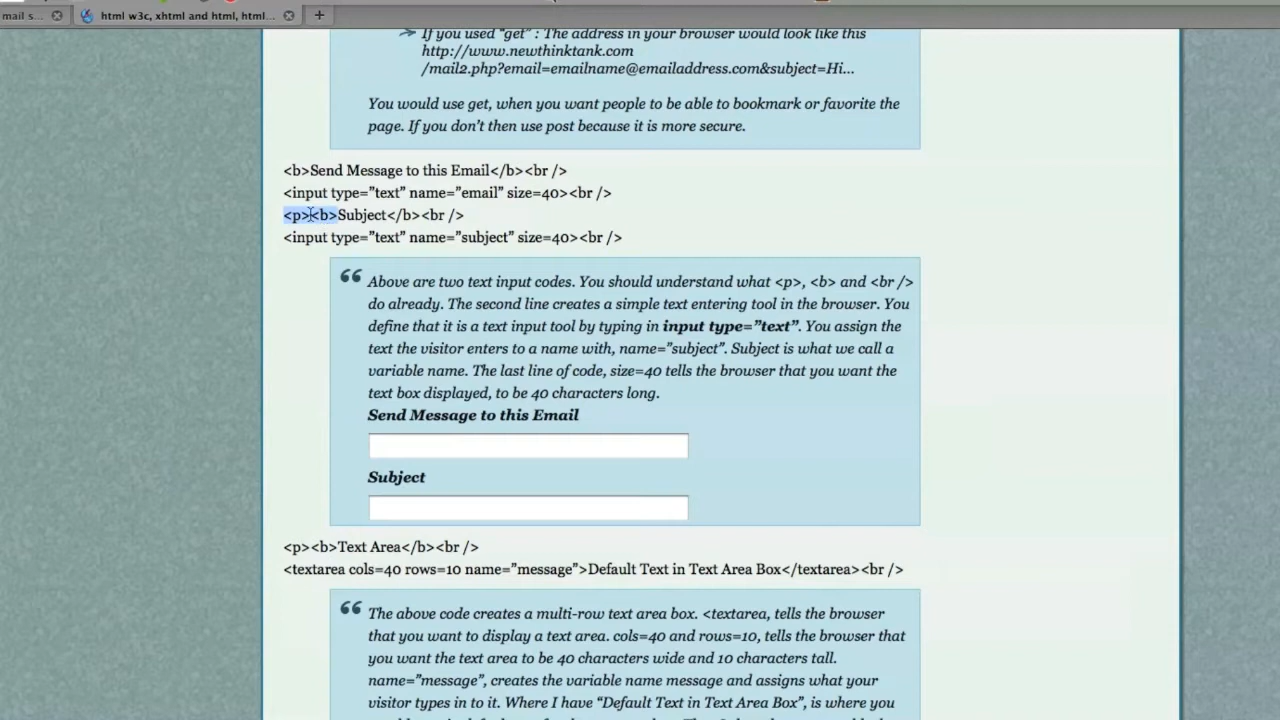 mail s...
html w3c, xhtml and html, html...
If you used “get” : The address in your browser would look like this
http://www.newthinktank.com
/mail2.php?email=emailname@emailaddress.com&subject=Hi...
You would use get, when you want people to be able to bookmark or favorite the
page. If you don’t then use post because it is more secure.
<b>Send Message to this Email</b><br />
<input type=”text” name=”email” size=40><br />
<p><b>Subject</b><br />
<input type=”text” name=”subject” size=40><br />
Above are two text input codes. You should understand what <p>, <b> and <br />
do already. The second line creates a simple text entering tool in the browser. You
define that it is a text input tool by typing in input type=”text”. You assign the
text the visitor enters to a name with, name=”subject”. Subject is what we call a
variable name. The last line of code, size=40 tells the browser that you want the
text box displayed, to be 40 characters long.
Send Message to this Email
Subject
<p><b>Text Area</b><br />
<textarea cols=40 rows=10 name=”message”>Default Text in Text Area Box</textarea><br />
The above code creates a multi-row text area box. <textarea, tells the browser
that you want to display a text area. cols=40 and rows=10, tells the browser that
you want the text area to be 40 characters wide and 10 characters tall.
name=”message”, creates the variable name message and assigns what your
visitor types in to it. Where I have “Default Text in Text Area Box”, is where you